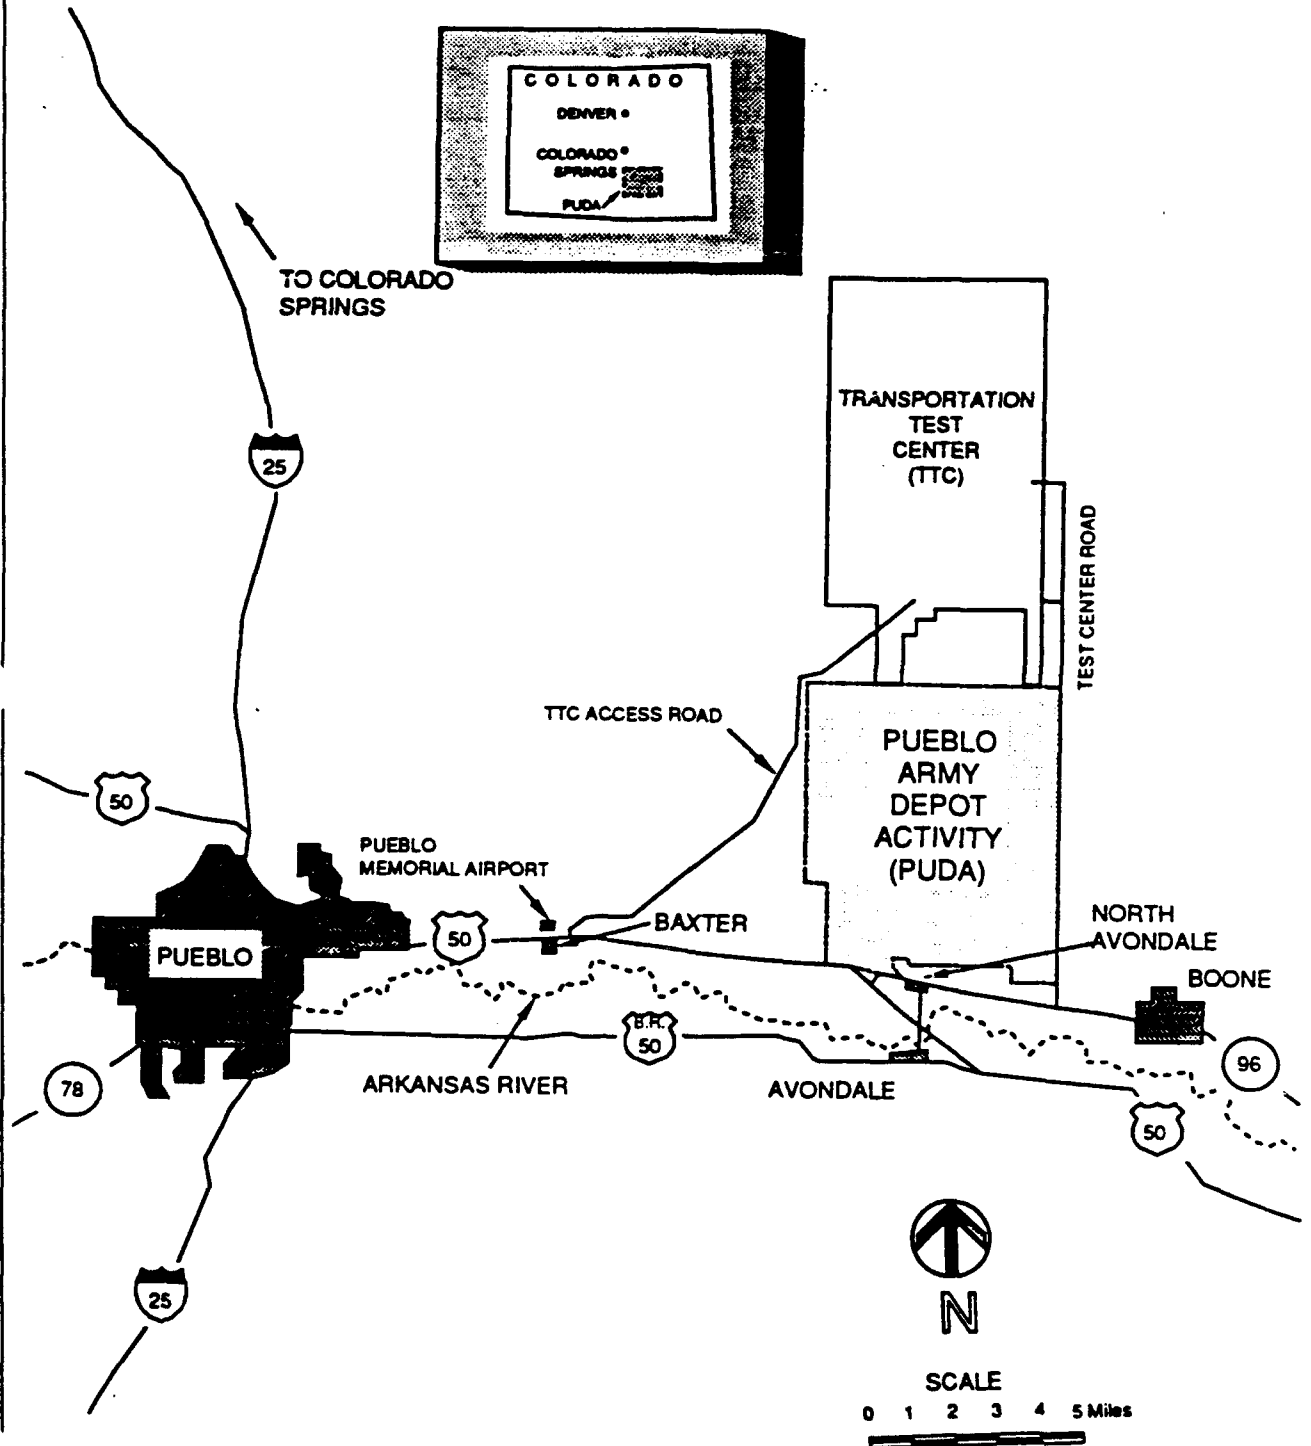 COLORADO
DENVER
COLORADO
SPRINGS
PUDA
TO COLORADO
SPRINGS
TRANSPORTATION
TEST
CENTER
(TTC)
25
TEST CENTER ROAD
TTC ACCESS ROAD
PUEBLO
ARMY
DEPOT
ACTIVITY
(PUDA)
50
PUEBLO
MEMORIAL AIRPORT
BAXTER
NORTH
AVONDALE
50
PUEBLO
BOONE
B.R.
50
96
78
ARKANSAS RIVER
AVONDALE
50
25
N
SCALE
0 1 2 3 4 5 Miles